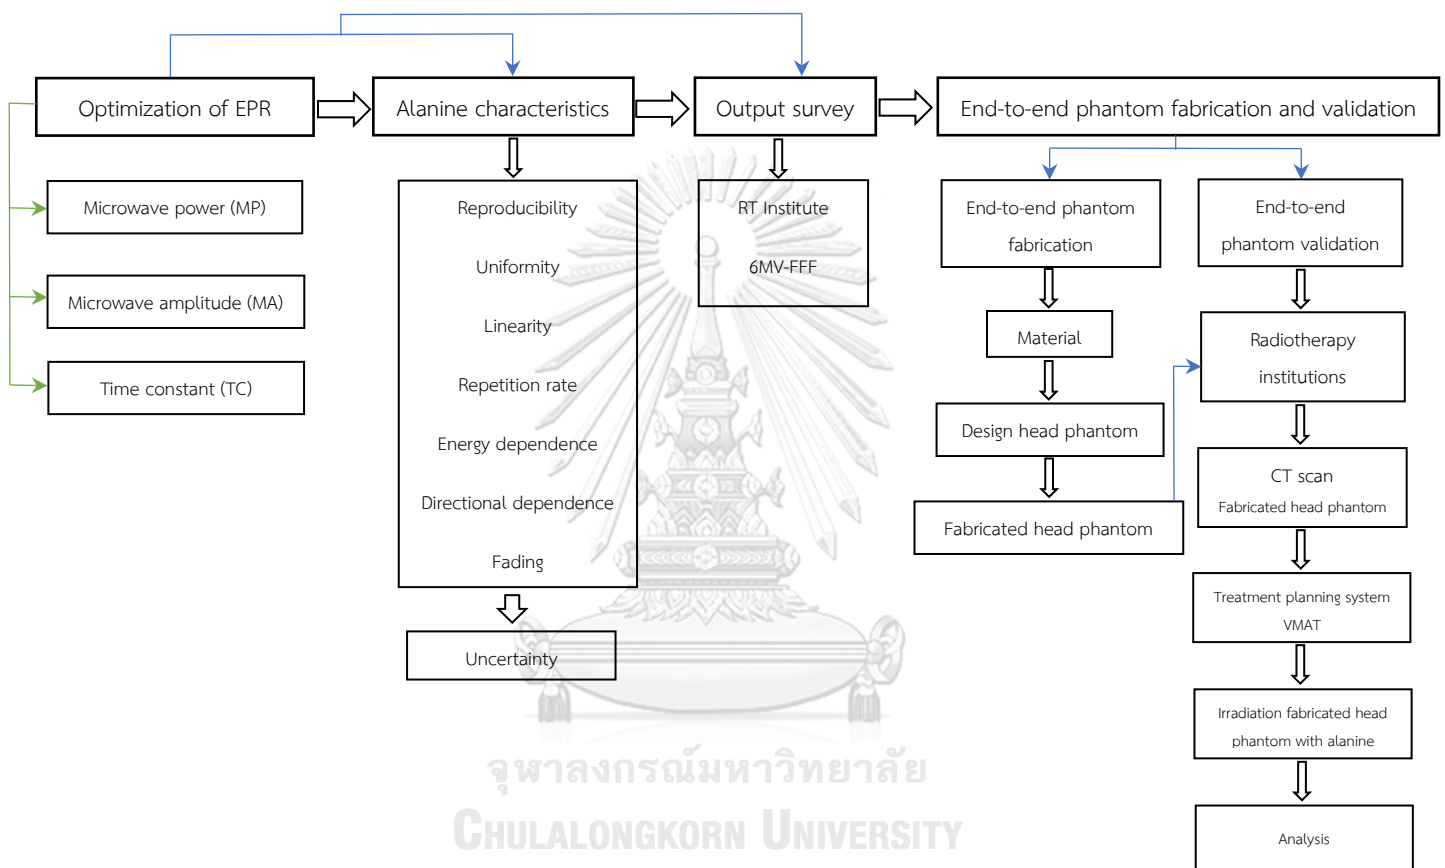 Optimization of EPR
Alanine characteristics
Output survey
End-to-end phantom fabrication and validation
Microwave power (MP)
Microwave amplitude (MA)
Time constant (TC)
Reproducibility
Uniformity
Linearity
Repetition rate
Energy dependence
Directional dependence
Fading
Uncertainty
RT Institute
6MV-FFF
End-to-end phantom
fabrication
Material
Design head phantom
Fabricated head phantom
End-to-end
phantom validation
Radiotherapy
institutions
CT scan
Fabricated head phantom
Treatment planning system
VMAT
Irradiation fabricated head
phantom with alanine
Analysis
จุฬาลงกรณ์มหาวิทยาลัย
CHULALONGKORN UNIVERSITY